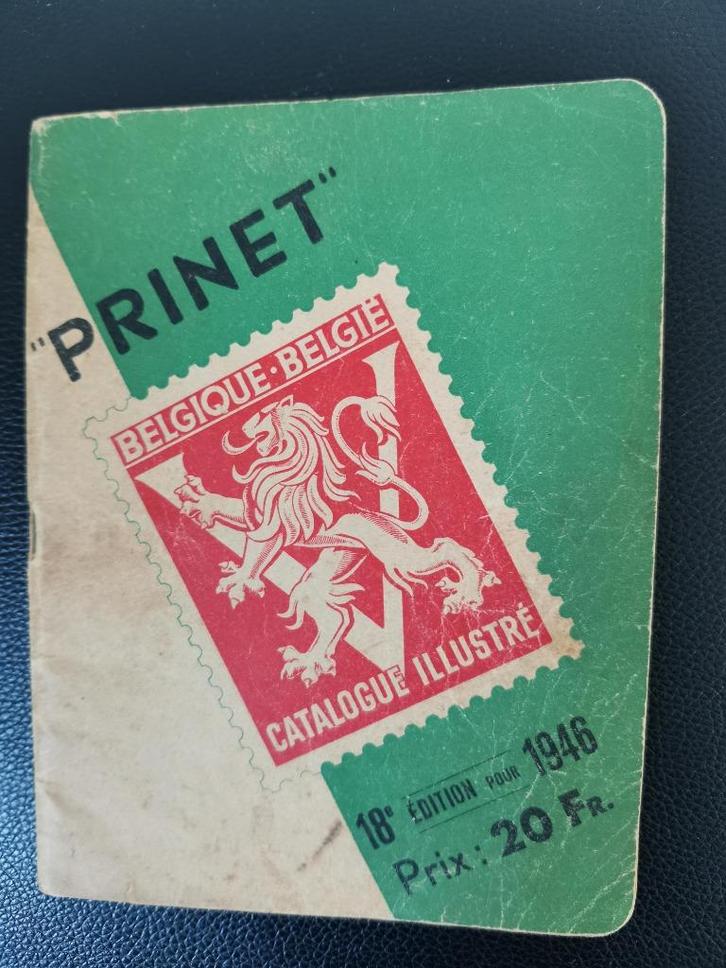 "PRINET"
BELGIQUE·BELGIË
V
CATALOGUE ILLUSTRÉ
18e ÉDITION POUR 1946
Prix: 20 FR.